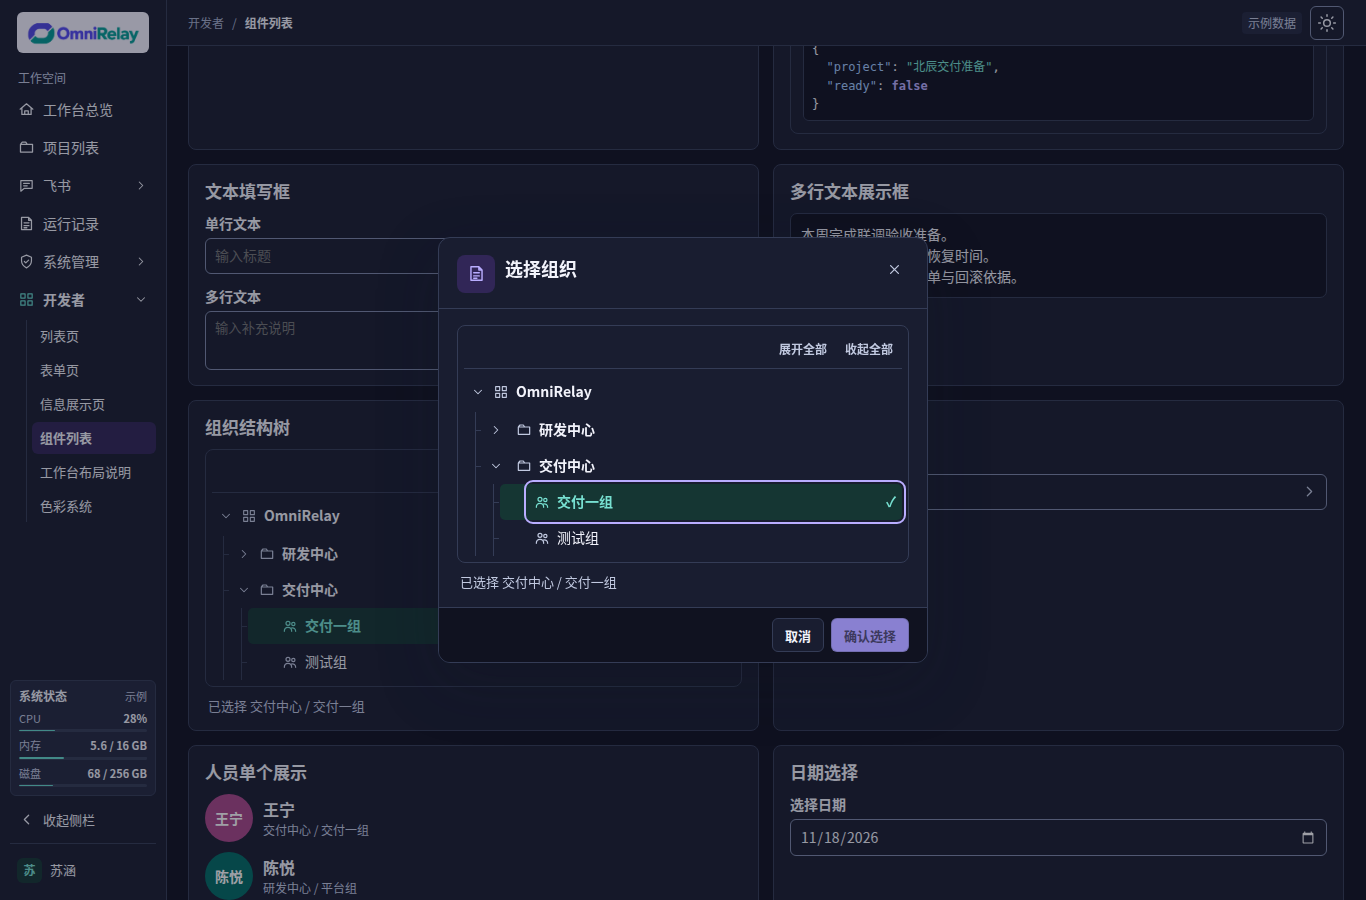 OmniRelay
工作空间
工作台总览
项目列表
飞书
运行记录
系统管理
开发者
列表页
表单页
信息展示页
组件列表
工作台布局说明
色彩系统
系统状态 示例
CPU 28%
内存 5.6 / 16 GB
磁盘 68 / 256 GB
收起侧栏
苏 苏涵
开发者 / 组件列表
示例数据
{
"project": "北辰交付准备",
"ready": false
}
文本填写框
单行文本
输入标题
多行文本
输入补充说明
多行文本展示框
本周完成联调验收准备。
恢复时间。
单与回滚依据。
组织结构树
OmniRelay
研发中心
交付中心
交付一组
测试组
已选择 交付中心 / 交付一组
选择组织
展开全部 收起全部
OmniRelay
研发中心
交付中心
交付一组
测试组
已选择 交付中心 / 交付一组
取消 确认选择
人员单个展示
王宁 王宁
交付中心 / 交付一组
陈悦 陈悦
研发中心 / 平台组
日期选择
选择日期
11/18/2026